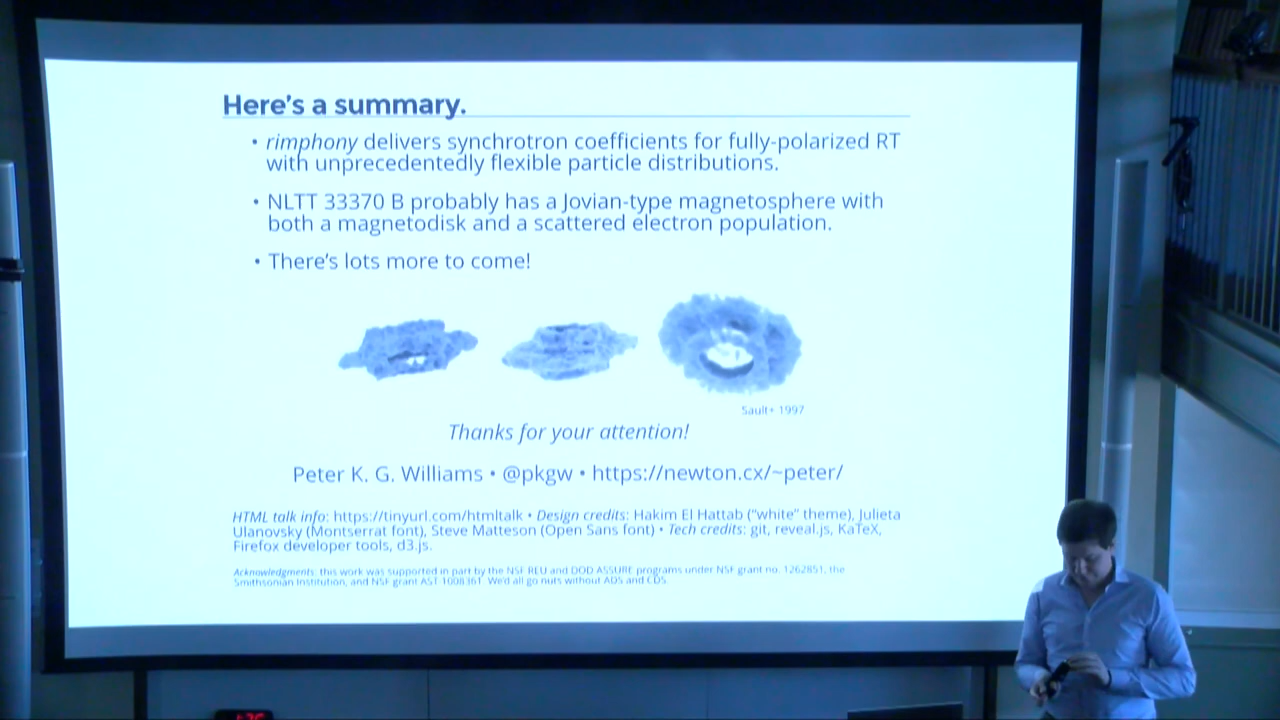 Here's a summary.
• rimphony delivers synchrotron coefficients for fully-polarized RT
with unprecedentedly flexible particle distributions.
• NLTT 33370 B probably has a Jovian-type magnetosphere with
both a magnetodisk and a scattered electron population.
• There's lots more to come!
Sault+ 1997
Thanks for your attention!
Peter K. G. Williams • @pkgw • https://newton.cx/~peter/
HTML talk info: https://tinyurl.com/htmltalk • Design credits: Hakim El Hattab ("white" theme), Julieta
Ulanovsky (Montserrat font), Steve Matteson (Open Sans font) • Tech credits: git, reveal.js, KaTeX,
Firefox developer tools, d3.js.
Acknowledgments: this work was supported in part by the NSF REU and DOD ASSURE programs under NSF grant no. 1262851, the
Smithsonian Institution, and NSF grant AST 1008361. We'd all go nuts without ADS and CDS.